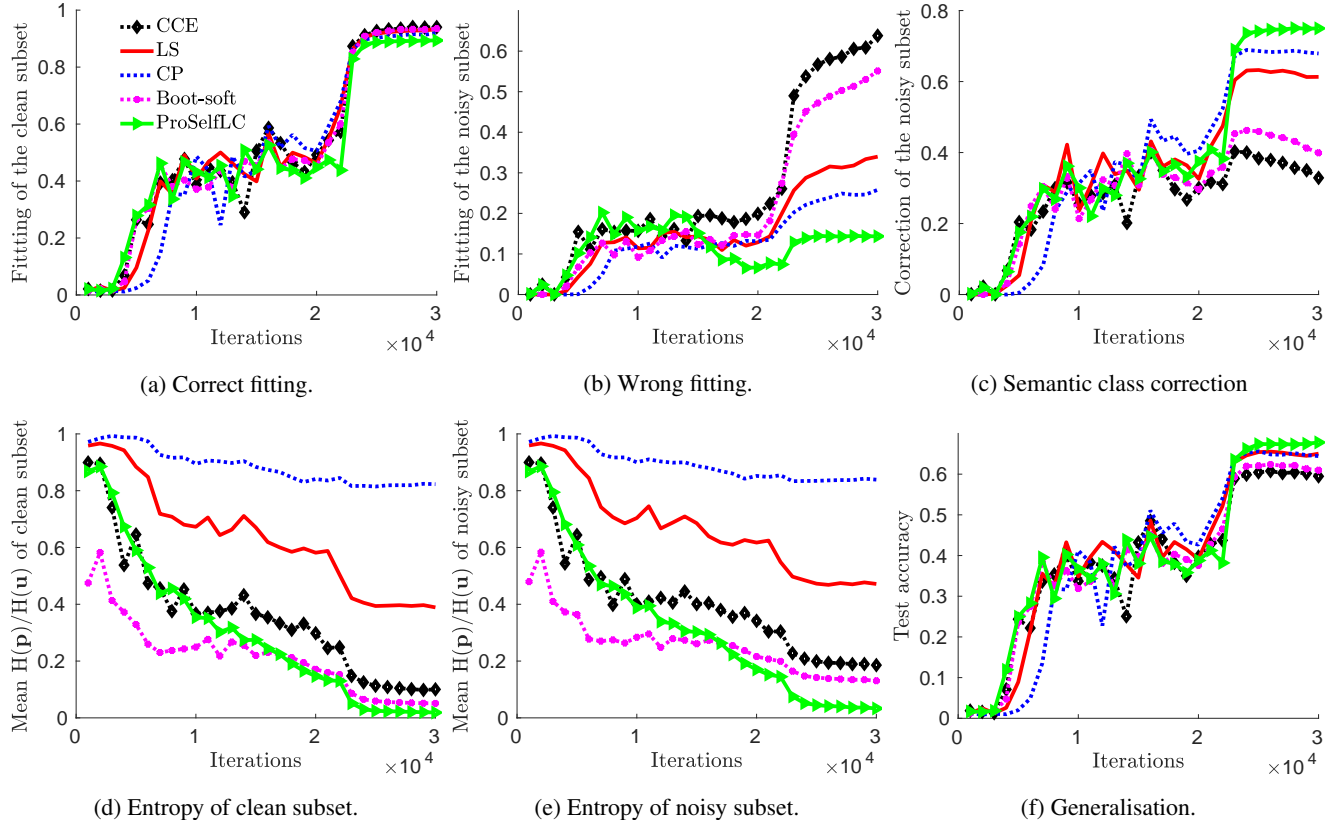 1
0.8
0.6
0.4
0.2
0
0
1
2
3
CCE
LS
CP
Boot-soft
ProSelfLC
Fitting of the clean subset
Iterations
×10^4
(a) Correct fitting.
0.6
0.5
0.4
0.3
0.2
0.1
0
0
1
2
3
Fittting of the noisy subset
Iterations
×10^4
(b) Wrong fitting.
0.8
0.6
0.4
0.2
0
0
1
2
3
Correction of the noisy subset
Iterations
×10^4
(c) Semantic class correction
1
0.8
0.6
0.4
0.2
0
0
1
2
3
Mean H(p)/H(u) of clean subset
Iterations
×10^4
(d) Entropy of clean subset.
1
0.8
0.6
0.4
0.2
0
0
1
2
3
Mean H(p)/H(u) of noisy subset
Iterations
×10^4
(e) Entropy of noisy subset.
0.6
0.5
0.4
0.3
0.2
0.1
0
0
1
2
3
Test accuracy
Iterations
×10^4
(f) Generalisation.